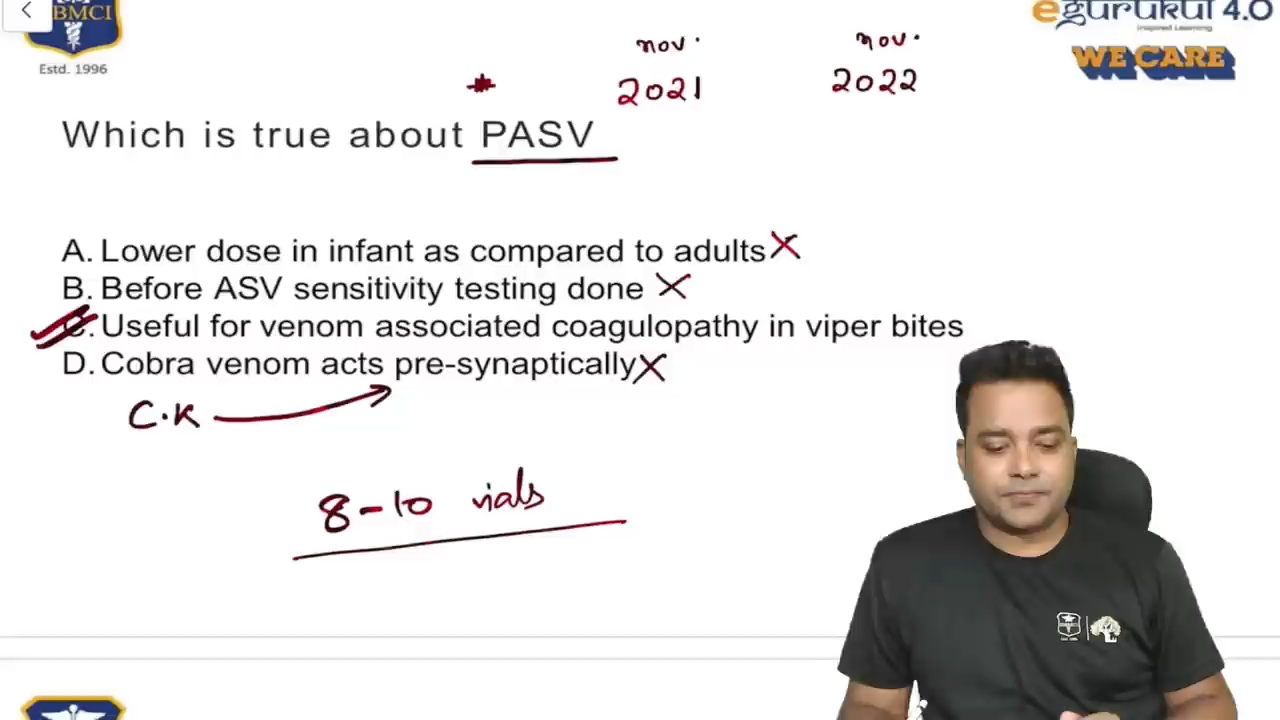 BMCI
Estd. 1996
eGurukul 4.0
Inspired Learning
WE CARE
nov. nov.
2021 2022
Which is true about PASV
A. Lower dose in infant as compared to adults X
B. Before ASV sensitivity testing done X
C. Useful for venom associated coagulopathy in viper bites
D. Cobra venom acts pre-synaptically X
C.K
8-10 vials